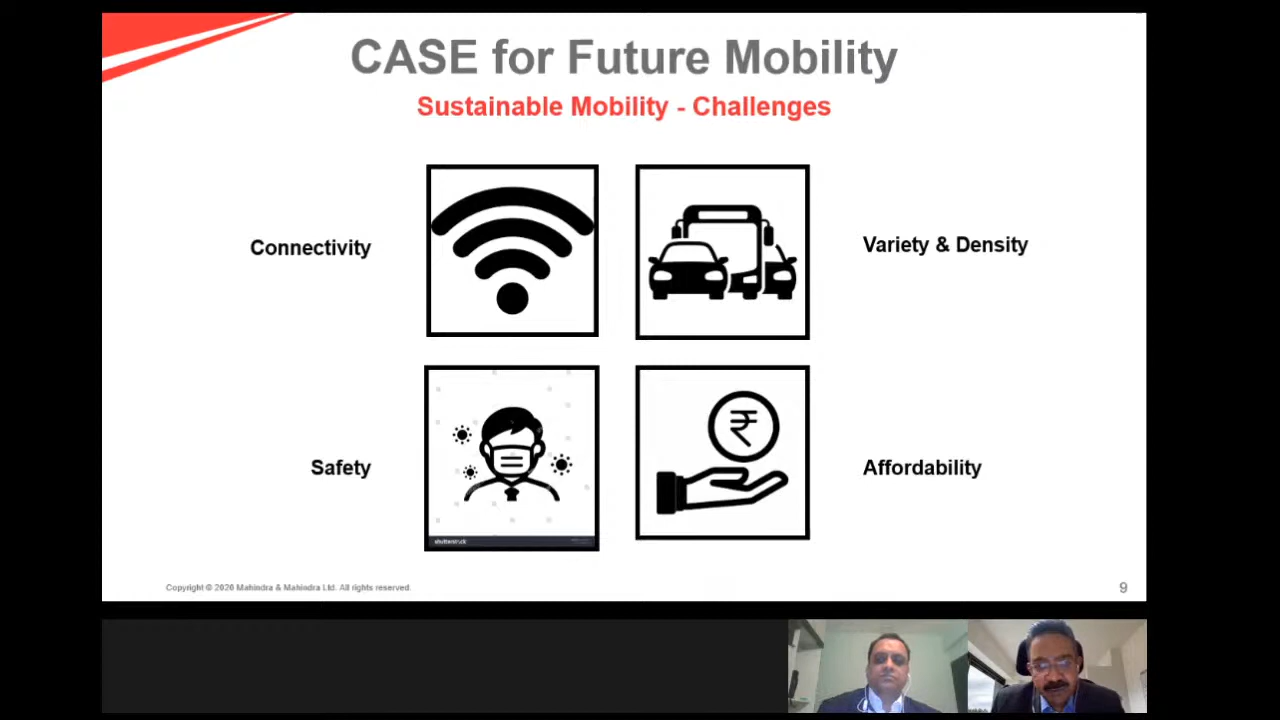 CASE for Future Mobility
Sustainable Mobility - Challenges
Connectivity
Variety & Density
Safety
Affordability
shutterstock
Copyright © 2020 Mahindra & Mahindra Ltd. All rights reserved.
9